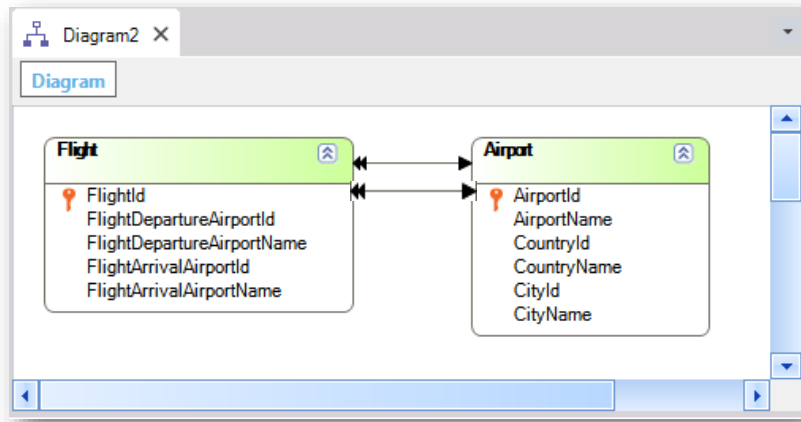 Diagram2
Diagram
Flight
FlightId
FlightDepartureAirportId
FlightDepartureAirportName
FlightArrivalAirportId
FlightArrivalAirportName
Airport
AirportId
AirportName
CountryId
CountryName
CityId
CityName